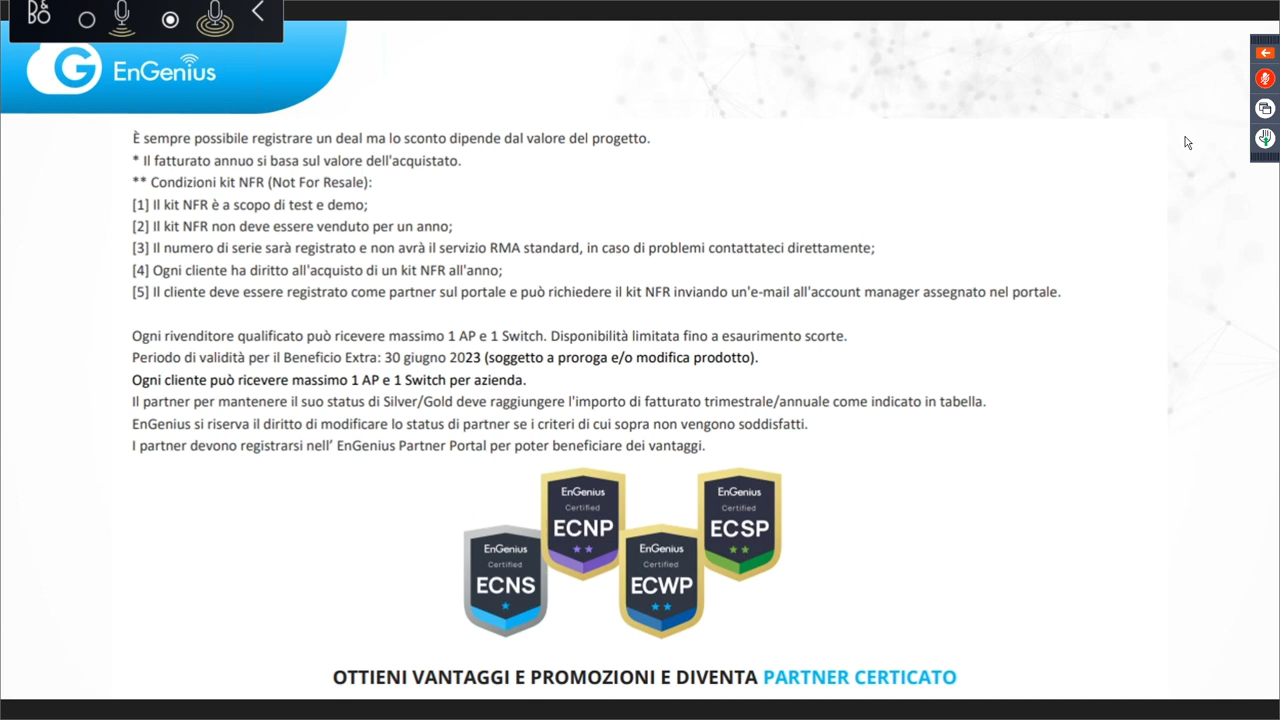 EnGenius
È sempre possibile registrare un deal ma lo sconto dipende dal valore del progetto.
* Il fatturato annuo si basa sul valore dell'acquistato.
** Condizioni kit NFR (Not For Resale):
[1] Il kit NFR è a scopo di test e demo;
[2] Il kit NFR non deve essere venduto per un anno;
[3] Il numero di serie sarà registrato e non avrà il servizio RMA standard, in caso di problemi contattateci direttamente;
[4] Ogni cliente ha diritto all'acquisto di un kit NFR all'anno;
[5] Il cliente deve essere registrato come partner sul portale e può richiedere il kit NFR inviando un'e-mail all'account manager assegnato nel portale.
Ogni rivenditore qualificato può ricevere massimo 1 AP e 1 Switch. Disponibilità limitata fino a esaurimento scorte.
Periodo di validità per il Beneficio Extra: 30 giugno 2023 (soggetto a proroga e/o modifica prodotto).
Ogni cliente può ricevere massimo 1 AP e 1 Switch per azienda.
Il partner per mantenere il suo status di Silver/Gold deve raggiungere l'importo di fatturato trimestrale/annuale come indicato in tabella.
EnGenius si riserva il diritto di modificare lo status di partner se i criteri di cui sopra non vengono soddisfatti.
I partner devono registrarsi nell’ EnGenius Partner Portal per poter beneficiare dei vantaggi.
EnGenius
Certified
ECNS
EnGenius
Certified
ECNP
EnGenius
Certified
ECWP
EnGenius
Certified
ECSP
OTTIENI VANTAGGI E PROMOZIONI E DIVENTA PARTNER CERTICATO